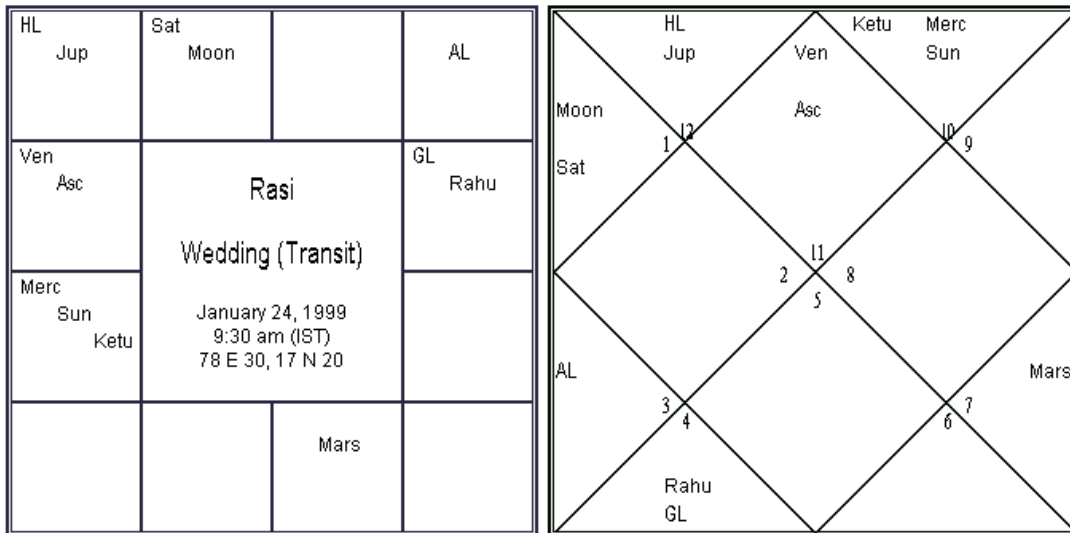 HL
Jup
Sat
Moon
AL
Ven
Asc
GL
Rahu
Rasi
Wedding (Transit)
January 24, 1999
9:30 am (IST)
78 E 30, 17 N 20
Merc
Sun
Ketu
Mars
HL
Jup
Ketu
Merc
Sun
Ven
Asc
Moon
Sat
12
1
10
9
11
2
8
5
AL
Mars
3
4
7
6
Rahu
GL